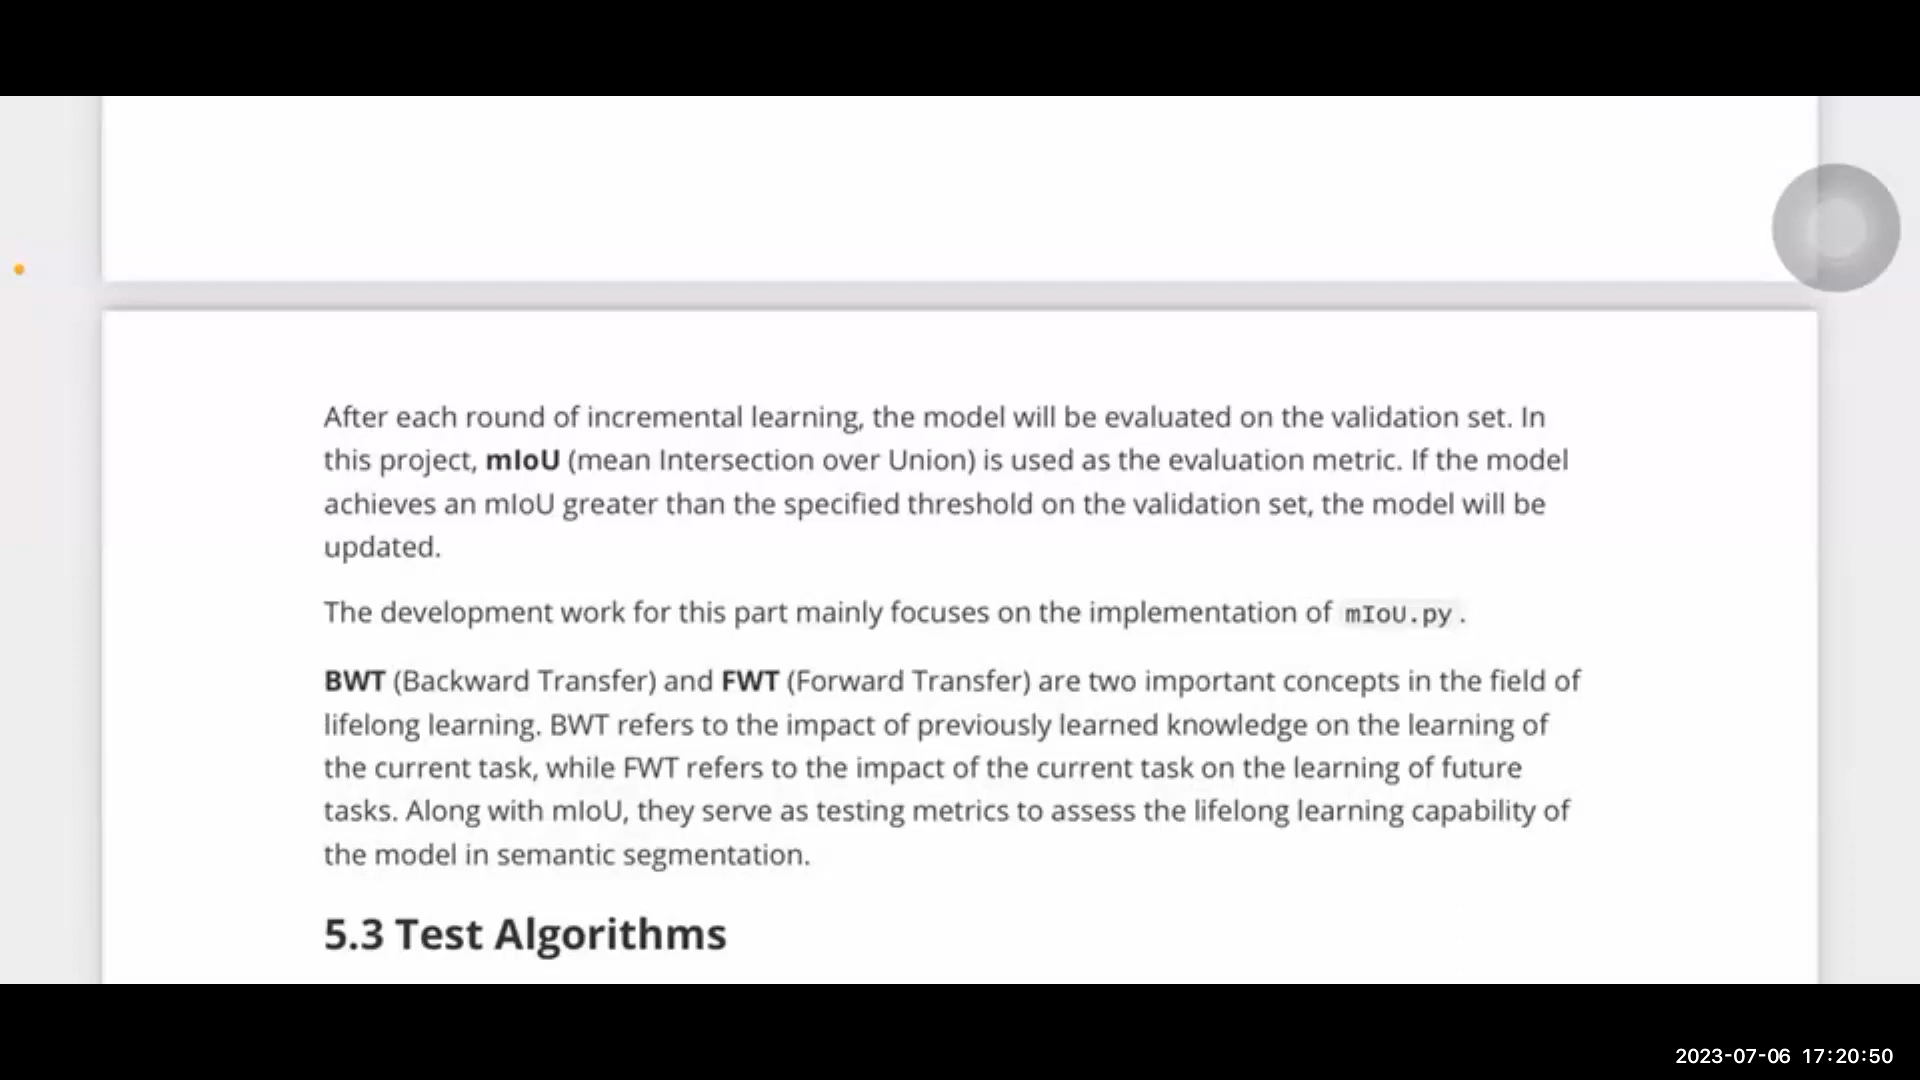 After each round of incremental learning, the model will be evaluated on the validation set. In
this project, mIoU (mean Intersection over Union) is used as the evaluation metric. If the model
achieves an mIoU greater than the specified threshold on the validation set, the model will be
updated.
The development work for this part mainly focuses on the implementation of mIoU.py.
BWT (Backward Transfer) and FWT (Forward Transfer) are two important concepts in the field of
lifelong learning. BWT refers to the impact of previously learned knowledge on the learning of
the current task, while FWT refers to the impact of the current task on the learning of future
tasks. Along with mIoU, they serve as testing metrics to assess the lifelong learning capability of
the model in semantic segmentation.
5.3 Test Algorithms
2023-07-06 17:20:50